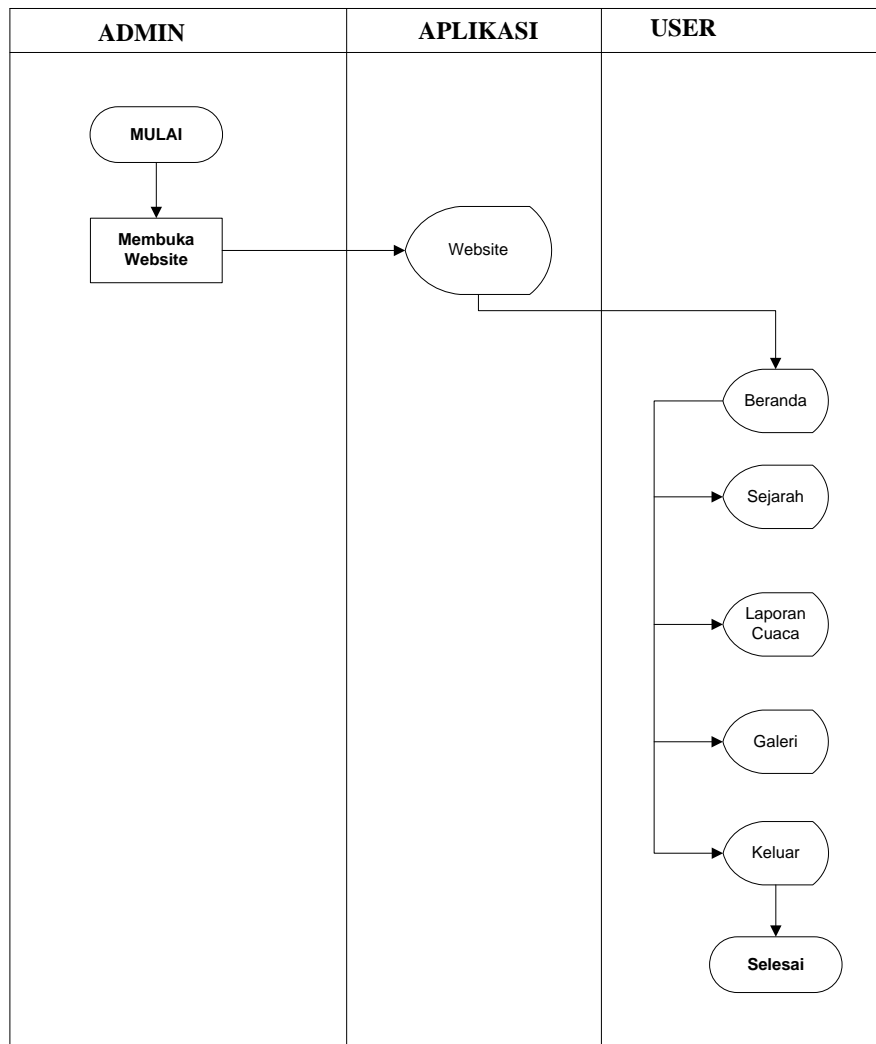 ADMIN
APLIKASI
USER
MULAI
Membuka
Website
Website
Beranda
Sejarah
Laporan
Cuaca
Galeri
Keluar
Selesai